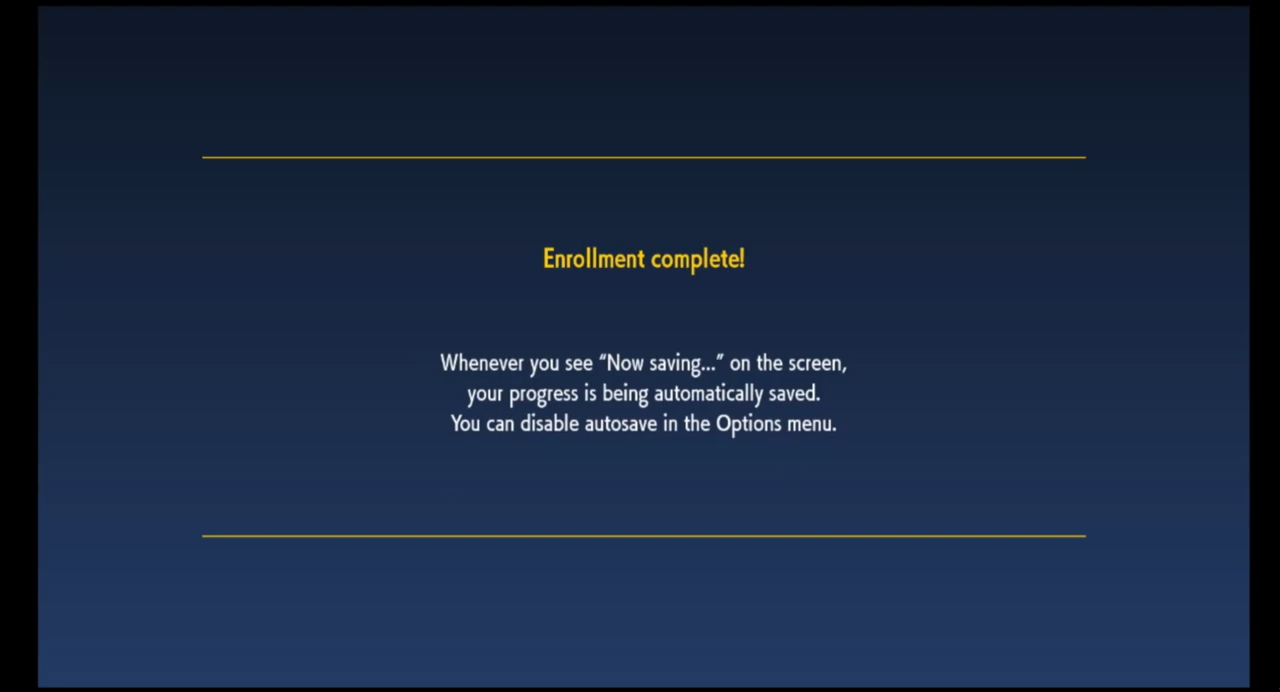 Enrollment complete!
Whenever you see “Now saving...” on the screen,
your progress is being automatically saved.
You can disable autosave in the Options menu.